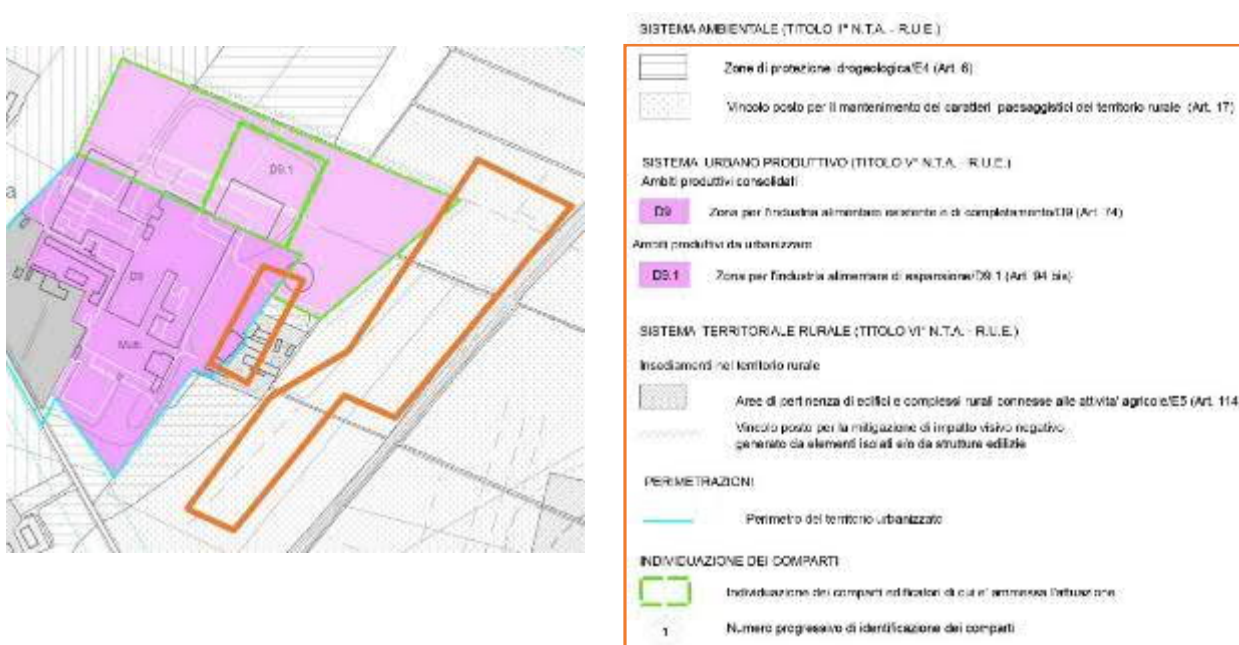 SISTEMA AMBIENTALE (TITOLO II° N.T.A. - R.U.E.)
Zone di protezione idrogeologica/E4 (Art. 6)
Vincolo posto per il mantenimento dei caratteri paesaggistici del territorio rurale (Art. 17)
SISTEMA URBANO PRODUTTIVO (TITOLO V° N.T.A. - R.U.E.)
Ambiti produttivi consolidati
D9 Zona per l'industria alimentare esistente e di completamento/D9 (Art. 74)
Ambiti produttivi da urbanizzare
D9.1 Zona per l'industria alimentare di espansione/D9.1 (Art. 94 bis)
SISTEMA TERRITORIALE RURALE (TITOLO VI° N.T.A. - R.U.E.)
Insediamenti nel territorio rurale
Aree di pertinenza di edifici e complessi rurali connesse alle attivita' agricole/E5 (Art. 114
Vincolo posto per la mitigazione di impatto visivo negativo
generato da elementi isolati e/o da strutture edilizie
PERIMETRAZIONI
Perimetro del territorio urbanizzato
INDIVIDUAZIONE DEI COMPARTI
Individuazione dei comparti edificatori di cui e' ammessa l'attuazione
1 Numero progressivo di identificazione dei comparti
D9.1
a
D9